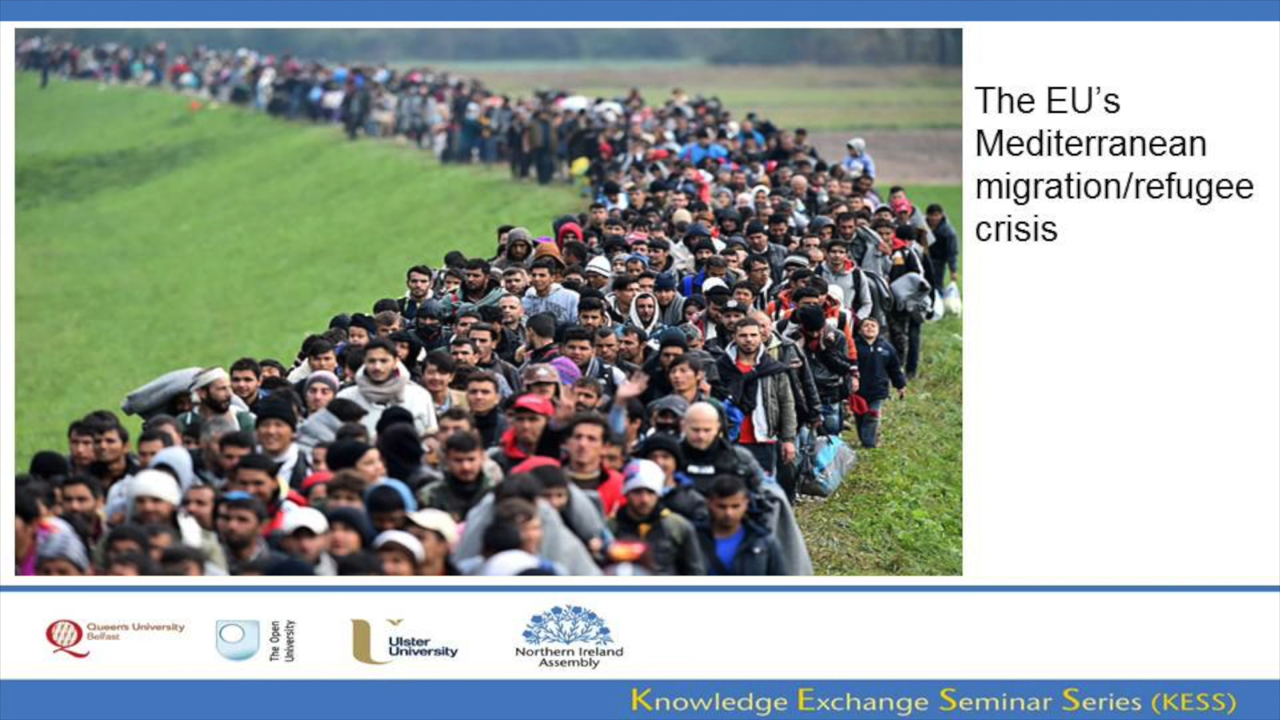 The EU’s
Mediterranean
migration/refugee
crisis
Queen's University
Belfast
The Open
University
Ulster
University
Northern Ireland
Assembly
Knowledge Exchange Seminar Series (KESS)